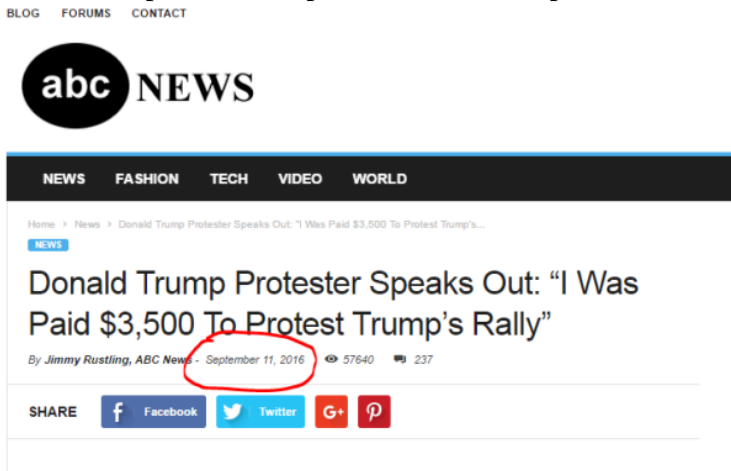 BLOG FORUMS CONTACT
abc NEWS
NEWS FASHION TECH VIDEO WORLD
Home > News > Donald Trump Protester Speaks Out: "I Was Paid $3,500 To Protest Trump's...
NEWS
Donald Trump Protester Speaks Out: “I Was
Paid $3,500 To Protest Trump’s Rally”
By Jimmy Rustling, ABC News - September 11, 2016 57640 237
SHARE f Facebook Twitter G+